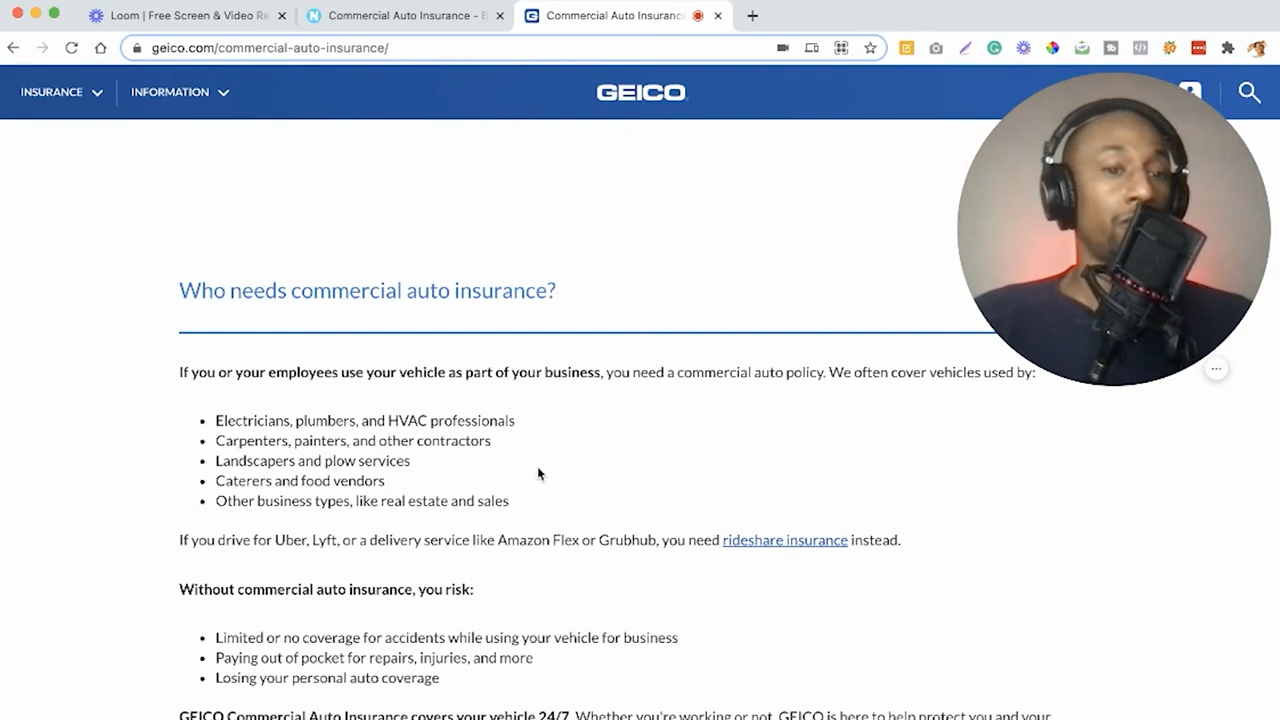 Loom | Free Screen & Video Re
Commercial Auto Insurance - E
Commercial Auto Insurance
geico.com/commercial-auto-insurance/
INSURANCE
INFORMATION
GEICO
Who needs commercial auto insurance?
If you or your employees use your vehicle as part of your business, you need a commercial auto policy. We often cover vehicles used by:
• Electricians, plumbers, and HVAC professionals
• Carpenters, painters, and other contractors
• Landscapers and plow services
• Caterers and food vendors
• Other business types, like real estate and sales
If you drive for Uber, Lyft, or a delivery service like Amazon Flex or Grubhub, you need rideshare insurance instead.
Without commercial auto insurance, you risk:
• Limited or no coverage for accidents while using your vehicle for business
• Paying out of pocket for repairs, injuries, and more
• Losing your personal auto coverage
GEICO Commercial Auto Insurance covers your vehicle 24/7. Whether you're working or not, GEICO is here to help protect you and your